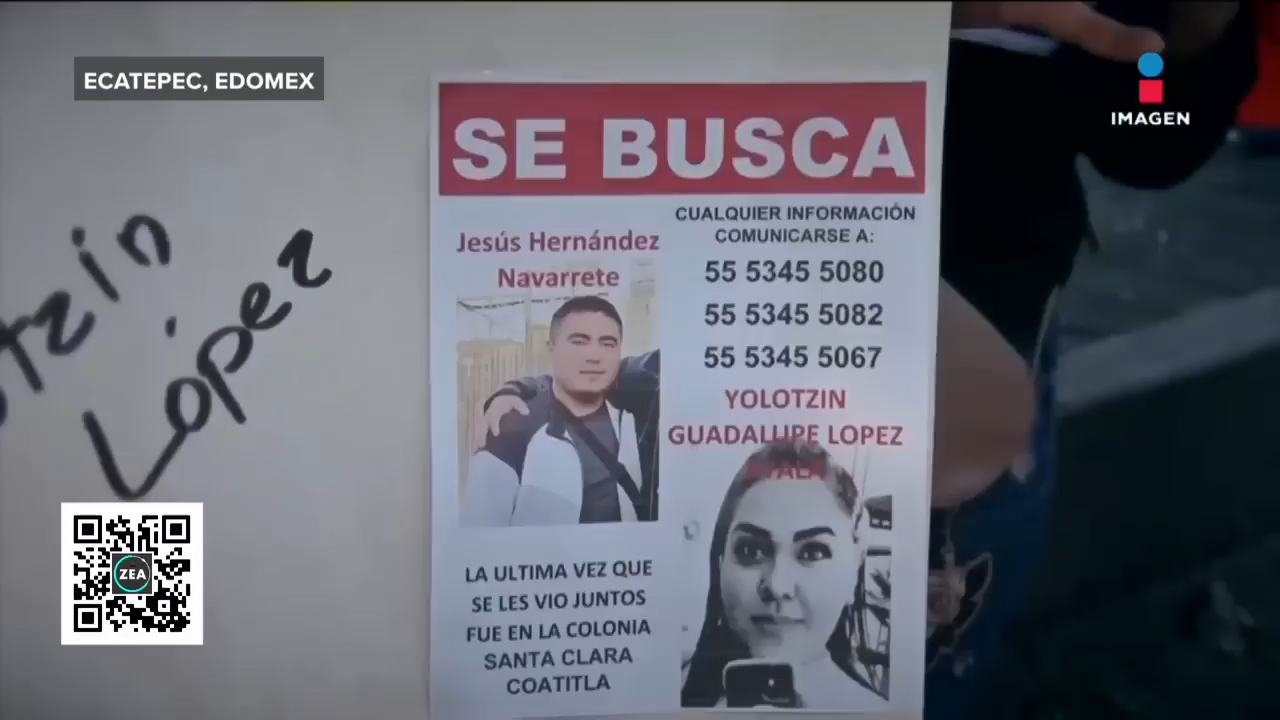 ECATEPEC, EDOMEX
IMAGEN
SE BUSCA
Jesús Hernández
Navarrete
CUALQUIER INFORMACIÓN
COMUNICARSE A:
55 5345 5080
55 5345 5082
55 5345 5067
YOLOTZIN
GUADALUPE LOPEZ
AYALA
LA ULTIMA VEZ QUE
SE LES VIO JUNTOS
FUE EN LA COLONIA
SANTA CLARA
COATITLA
tzin
López
ZEA